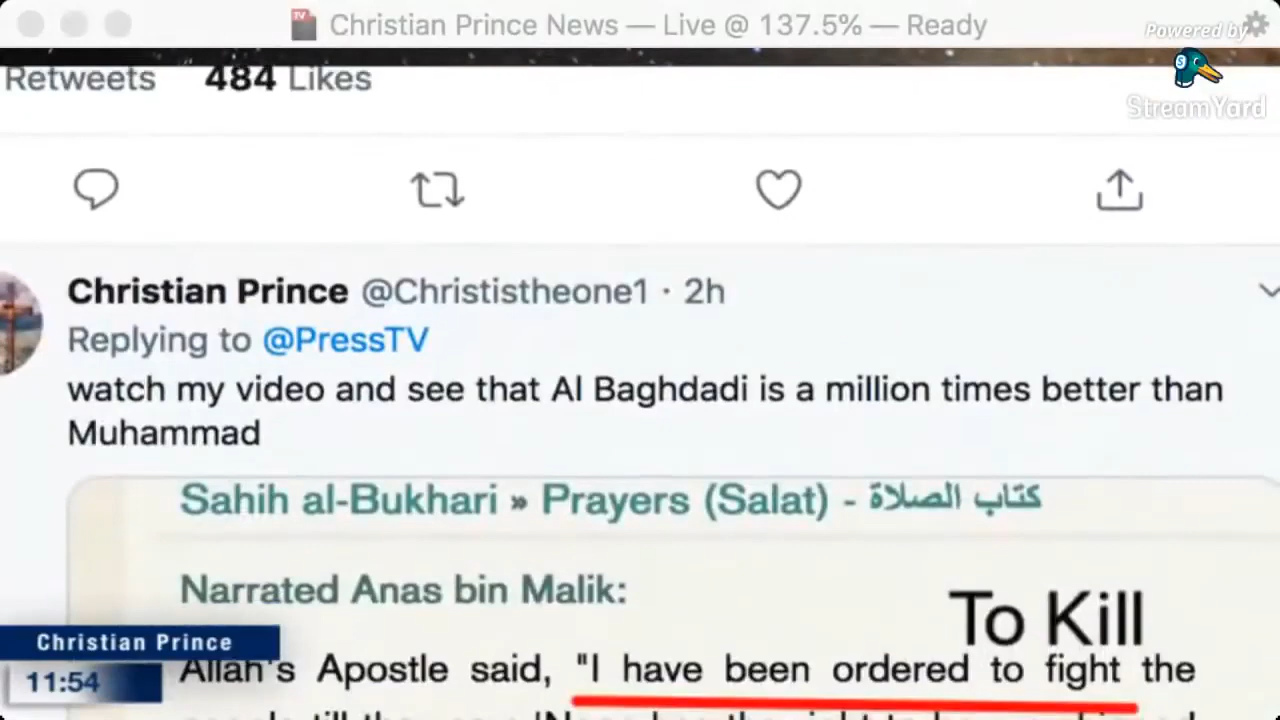 Christian Prince News — Live @ 137.5% — Ready
Powered by
StreamYard
Retweets 484 Likes
Christian Prince @Christistheone1 · 2h
Replying to @PressTV
watch my video and see that Al Baghdadi is a million times better than
Muhammad
Sahih al-Bukhari » Prayers (Salat) - كتاب الصلاة
Narrated Anas bin Malik:
To Kill
Allah's Apostle said, "I have been ordered to fight the
Christian Prince
11:54